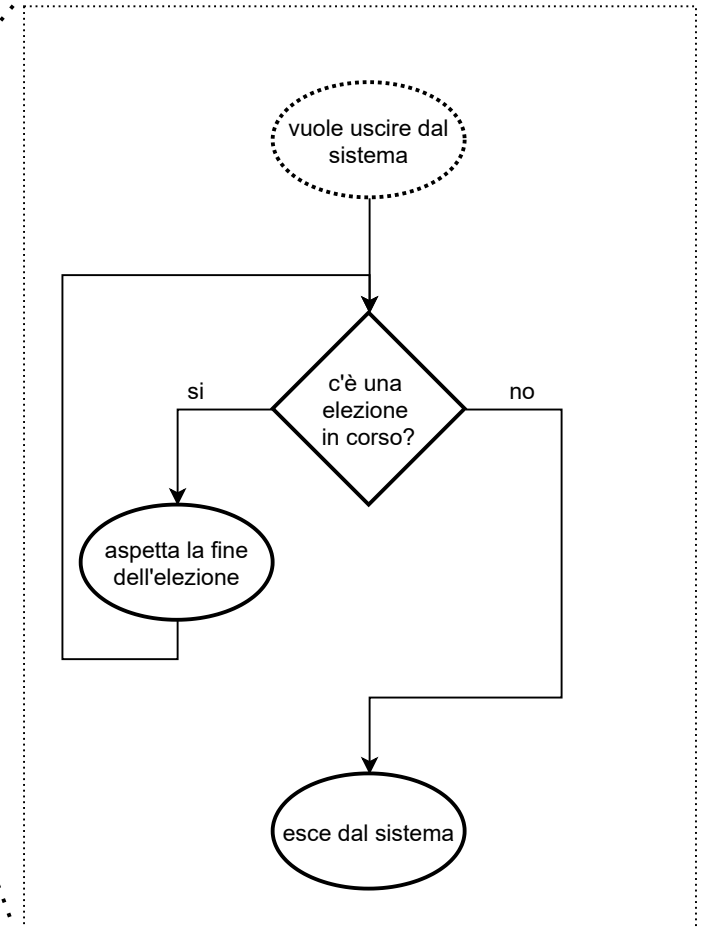 vuole uscire dal
sistema
c'è una
elezione
in corso?
si
no
aspetta la fine
dell'elezione
esce dal sistema